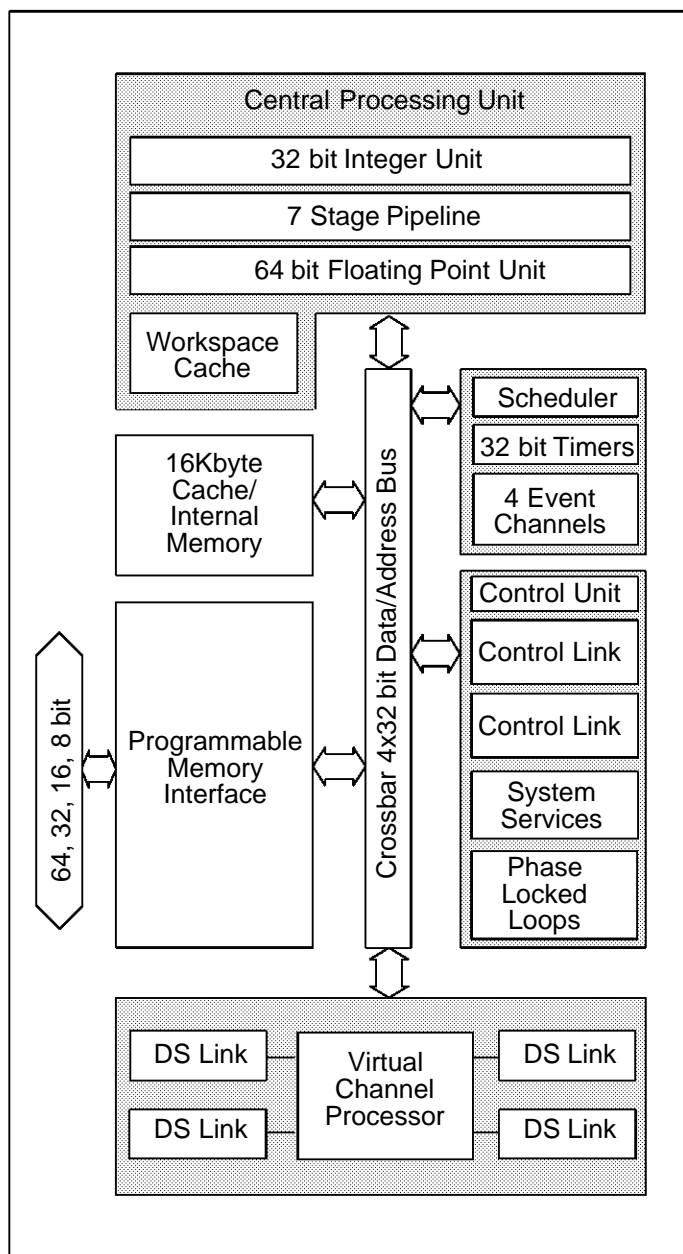 Central Processing Unit
32 bit Integer Unit
7 Stage Pipeline
64 bit Floating Point Unit
Workspace
Cache
16Kbyte
Cache/
Internal
Memory
64, 32, 16, 8 bit
Programmable
Memory
Interface
Crossbar 4x32 bit Data/Address Bus
Scheduler
32 bit Timers
4 Event
Channels
Control Unit
Control Link
Control Link
System
Services
Phase
Locked
Loops
DS Link
DS Link
Virtual
Channel
Processor
DS Link
DS Link